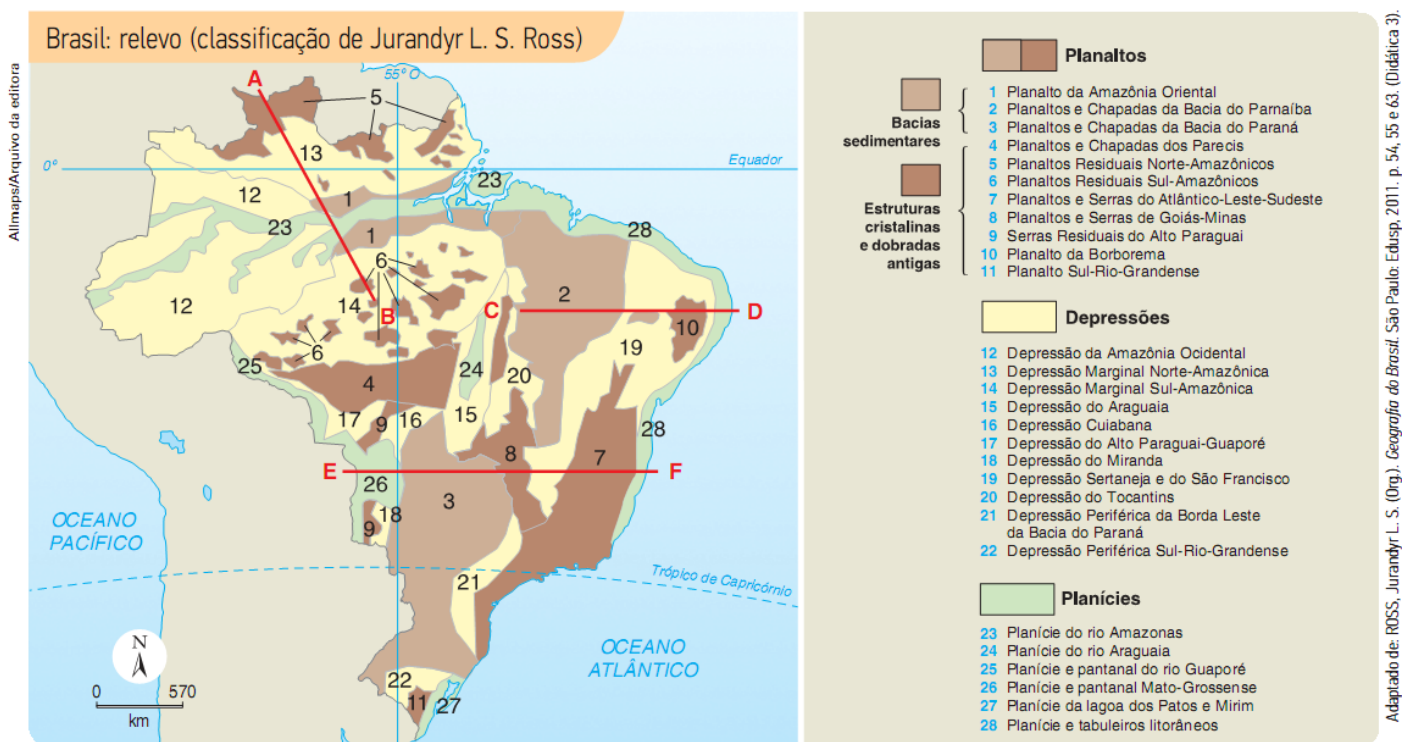 Brasil: relevo (classificação de Jurandyr L. S. Ross)
Allmaps/Arquivo da editora
A
55º O
5
13
0º
Equador
23
12
1
23
28
1
6
12
14
B
C
2
D
10
6
19
25
4
24
20
17
9
16
15
28
8
7
E
F
26
3
18
9
OCEANO
PACÍFICO
21
Trópico de Capricórnio
N
OCEANO
ATLÂNTICO
22
11
27
0
570
km
Planaltos
Bacias
sedimentares
1 Planalto da Amazônia Oriental
2 Planaltos e Chapadas da Bacia do Parnaíba
3 Planaltos e Chapadas da Bacia do Paraná
Estruturas
cristalinas
e dobradas
antigas
4 Planaltos e Chapadas dos Parecis
5 Planaltos Residuais Norte-Amazônicos
6 Planaltos Residuais Sul-Amazônicos
7 Planaltos e Serras do Atlântico-Leste-Sudeste
8 Planaltos e Serras de Goiás-Minas
9 Serras Residuais do Alto Paraguai
10 Planalto da Borborema
11 Planalto Sul-Rio-Grandense
Depressões
12 Depressão da Amazônia Ocidental
13 Depressão Marginal Norte-Amazônica
14 Depressão Marginal Sul-Amazônica
15 Depressão do Araguaia
16 Depressão Cuiabana
17 Depressão do Alto Paraguai-Guaporé
18 Depressão do Miranda
19 Depressão Sertaneja e do São Francisco
20 Depressão do Tocantins
21 Depressão Periférica da Borda Leste
da Bacia do Paraná
22 Depressão Periférica Sul-Rio-Grandense
Planícies
23 Planície do rio Amazonas
24 Planície do rio Araguaia
25 Planície e pantanal do rio Guaporé
26 Planície e pantanal Mato-Grossense
27 Planície da lagoa dos Patos e Mirim
28 Planície e tabuleiros litorâneos
Adaptado de: ROSS, Jurandyr L. S. (Org.). Geografia do Brasil. São Paulo: Edusp, 2011. p. 54, 55 e 63. (Didática 3).